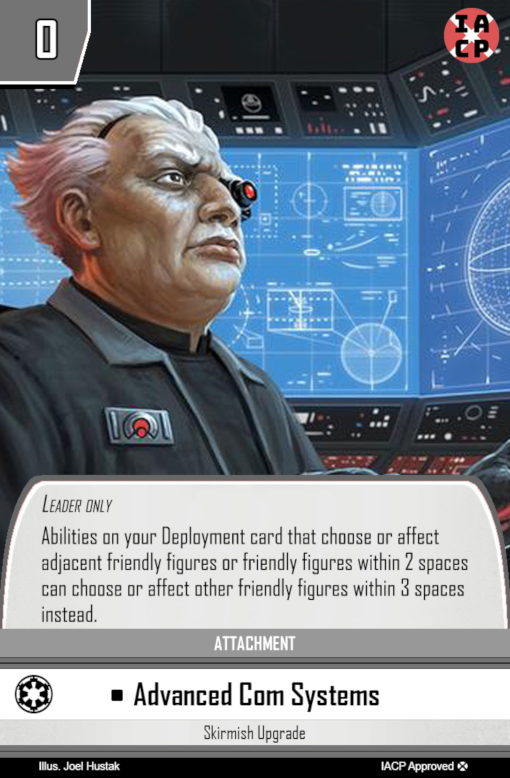 0
IA
CP
LEADER ONLY
Abilities on your Deployment card that choose or affect
adjacent friendly figures or friendly figures within 2 spaces
can choose or affect other friendly figures within 3 spaces
instead.
ATTACHMENT
▪ Advanced Com Systems
Skirmish Upgrade
Illus. Joel Hustak
IACP Approved